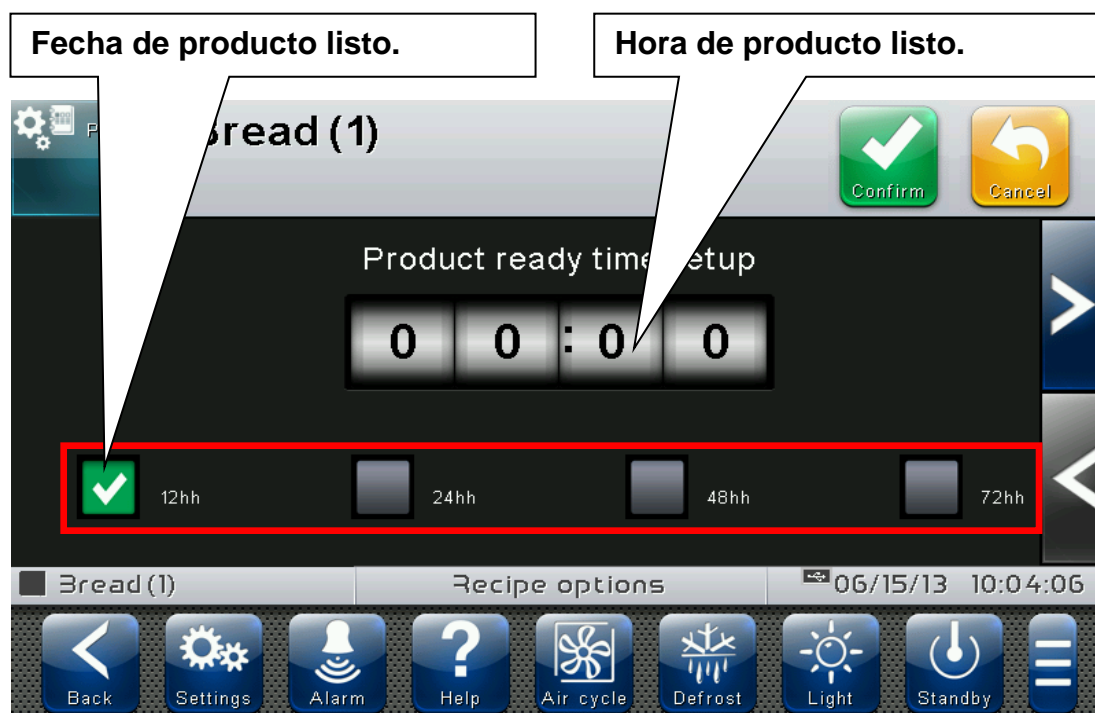 Fecha de producto listo.
Hora de producto listo.
Bread (1)
Confirm
Cancel
Product ready time setup
0 0 : 0 0
12hh
24hh
48hh
72hh
Bread (1)
Recipe options
06/15/13 10:04:06
Back
Settings
Alarm
Help
Air cycle
Defrost
Light
Standby